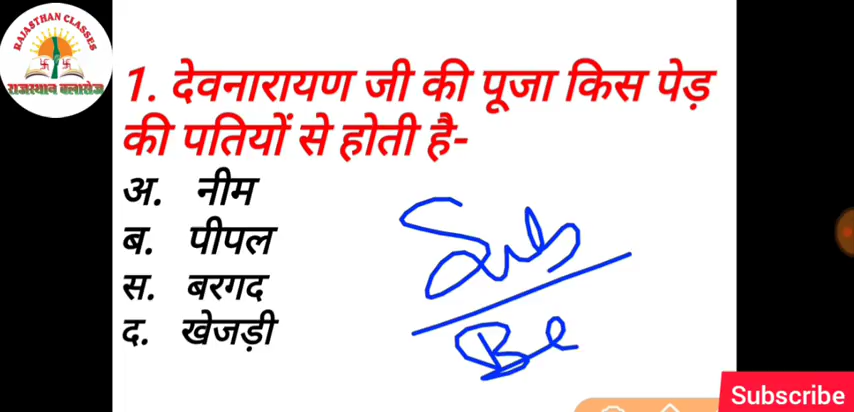 RAJASTHAN CLASSES
राजस्थान क्लासेज
1. देवनारायण जी की पूजा किस पेड़
की पतियों से होती है-
अ. नीम
ब. पीपल
स. बरगद
द. खेजड़ी
Sub
Be
Subscribe